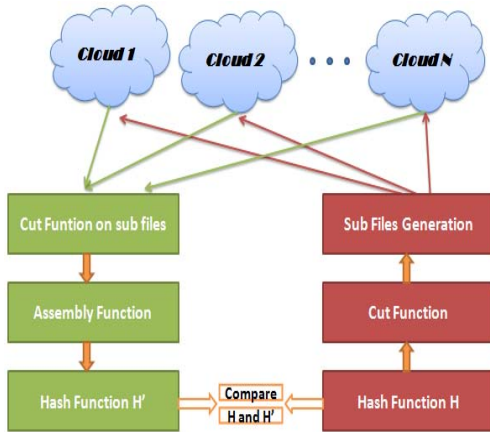 Cloud 1
Cloud 2
Cloud N
Cut Funtion on sub files
Sub Files Generation
Assembly Function
Cut Function
Hash Function H'
Compare
H and H'
Hash Function H